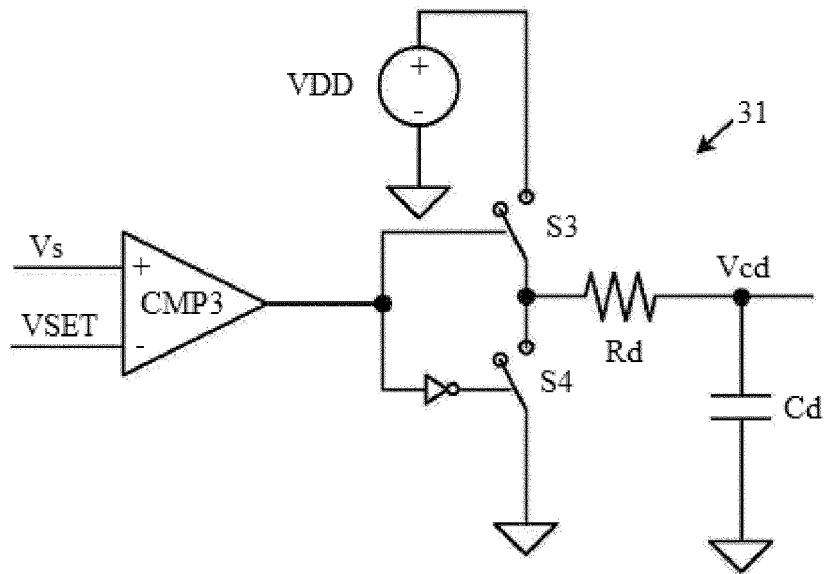 VDD
+
-
31
S3
Vs
+
CMP3
VSET
-
Vcd
Rd
S4
Cd